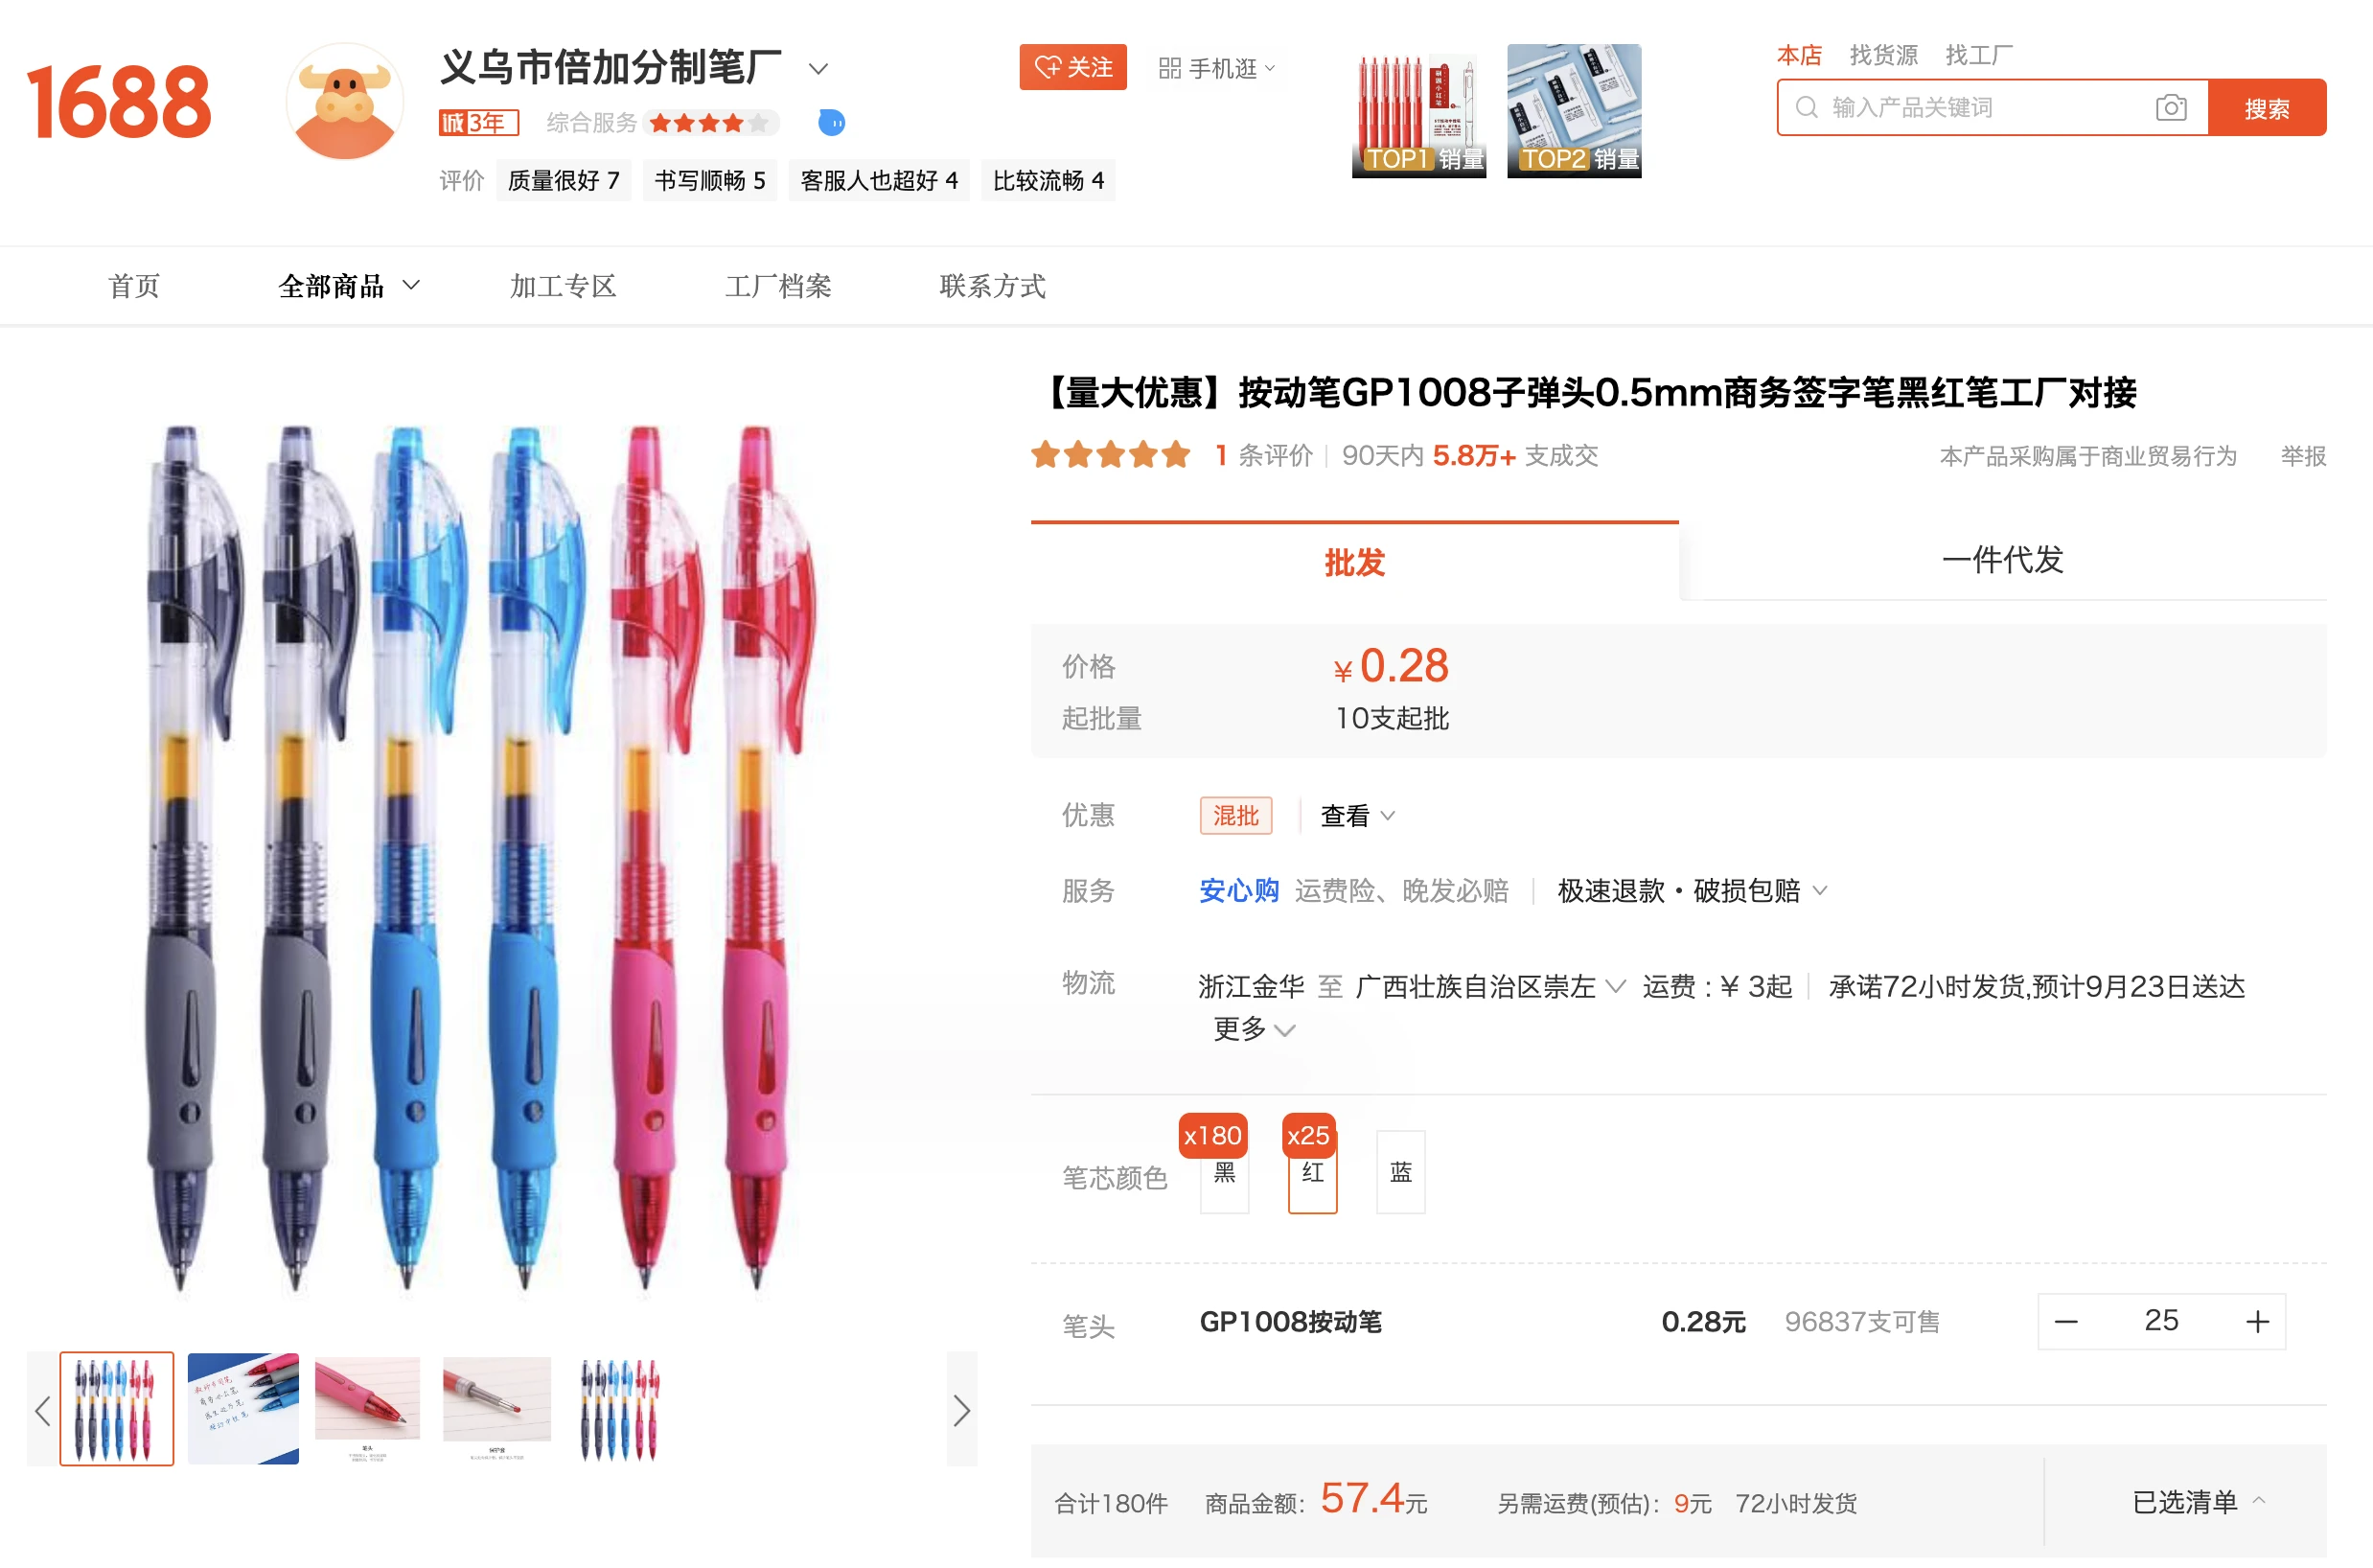 1688
义乌市倍加分制笔厂
关注
手机逛
诚3年
综合服务
评价 质量很好 7 书写顺畅 5 客服人也超好 4 比较流畅 4
TOP1 销量
TOP2 销量
本店 找货源 找工厂
输入产品关键词
搜索
首页 全部商品 加工专区 工厂档案 联系方式
【量大优惠】按动笔GP1008子弹头0.5mm商务签字笔黑红笔工厂对接
1 条评价 90天内 5.8万+ 支成交
本产品采购属于商业贸易行为 举报
批发 一件代发
价格 ¥0.28
起批量 10支起批
优惠 混批 查看
服务 安心购 运费险、晚发必赔 极速退款·破损包赔
物流 浙江金华 至 广西壮族自治区崇左 运费：¥ 3起 承诺72小时发货,预计9月23日送达
更多
x180 x25
笔芯颜色 黑 红 蓝
笔头 GP1008按动笔 0.28元 96837支可售 − 25 +
笔头
保护套
合计180件 商品金额：57.4元 另需运费(预估)：9元 72小时发货 已选清单